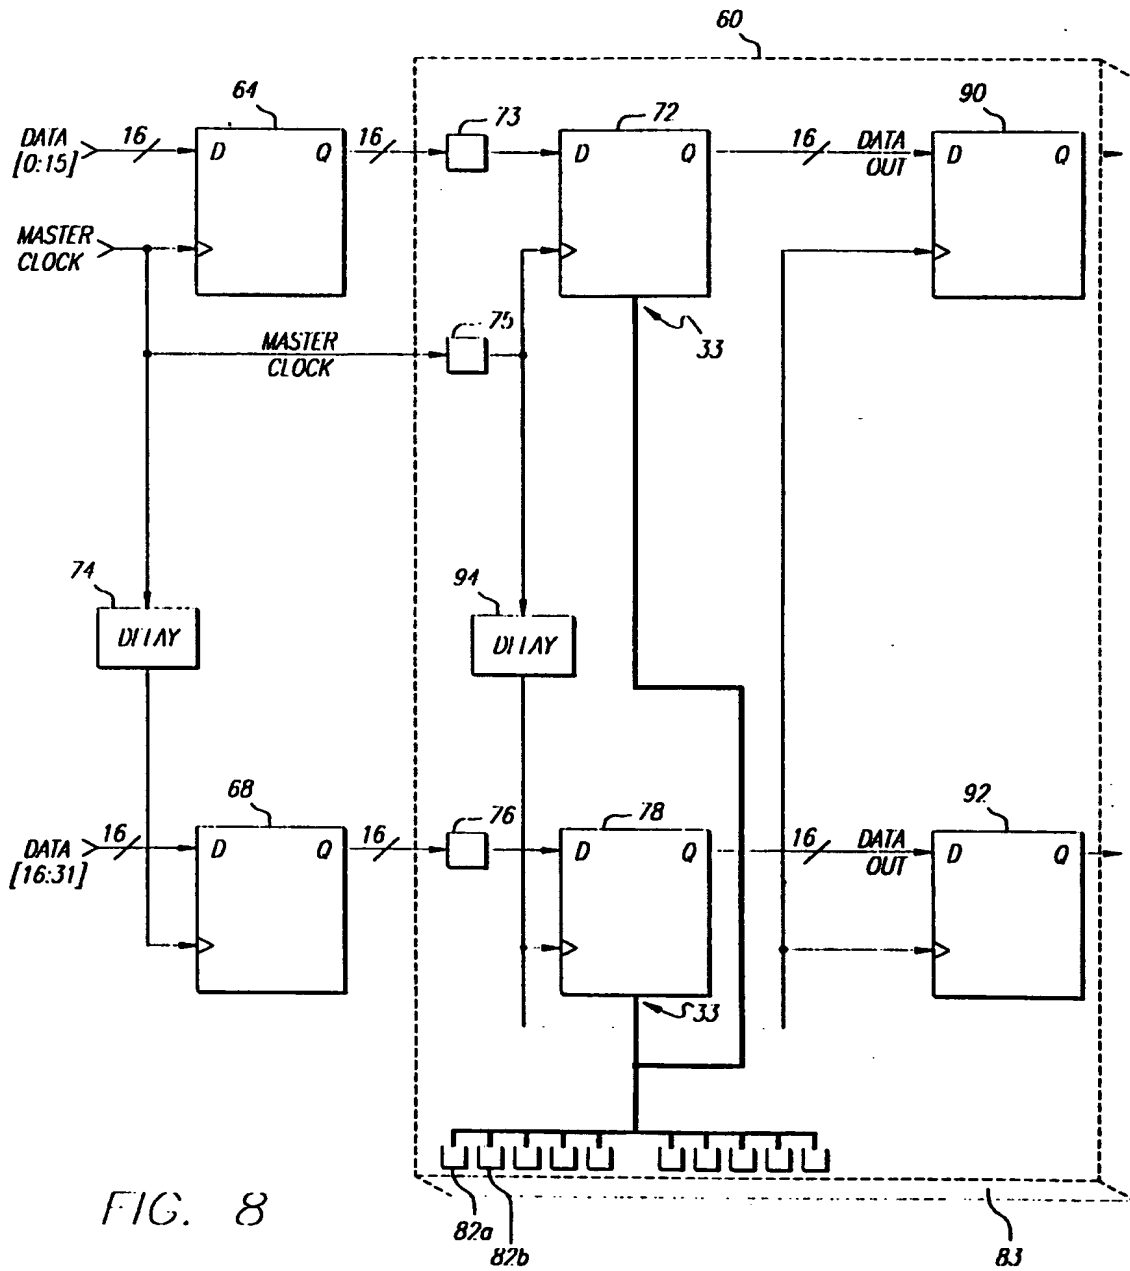 60
64
73
72
90
DATA
[0:15]
16
D Q
16
D Q
16
DATA
OUT
D Q
MASTER
CLOCK
75
MASTER
CLOCK
33
74
DELAY
94
DELAY
68
76
78
92
DATA
[16:31]
16
D Q
16
D Q
16
DATA
OUT
D Q
33
FIG. 8
82a
82b
83